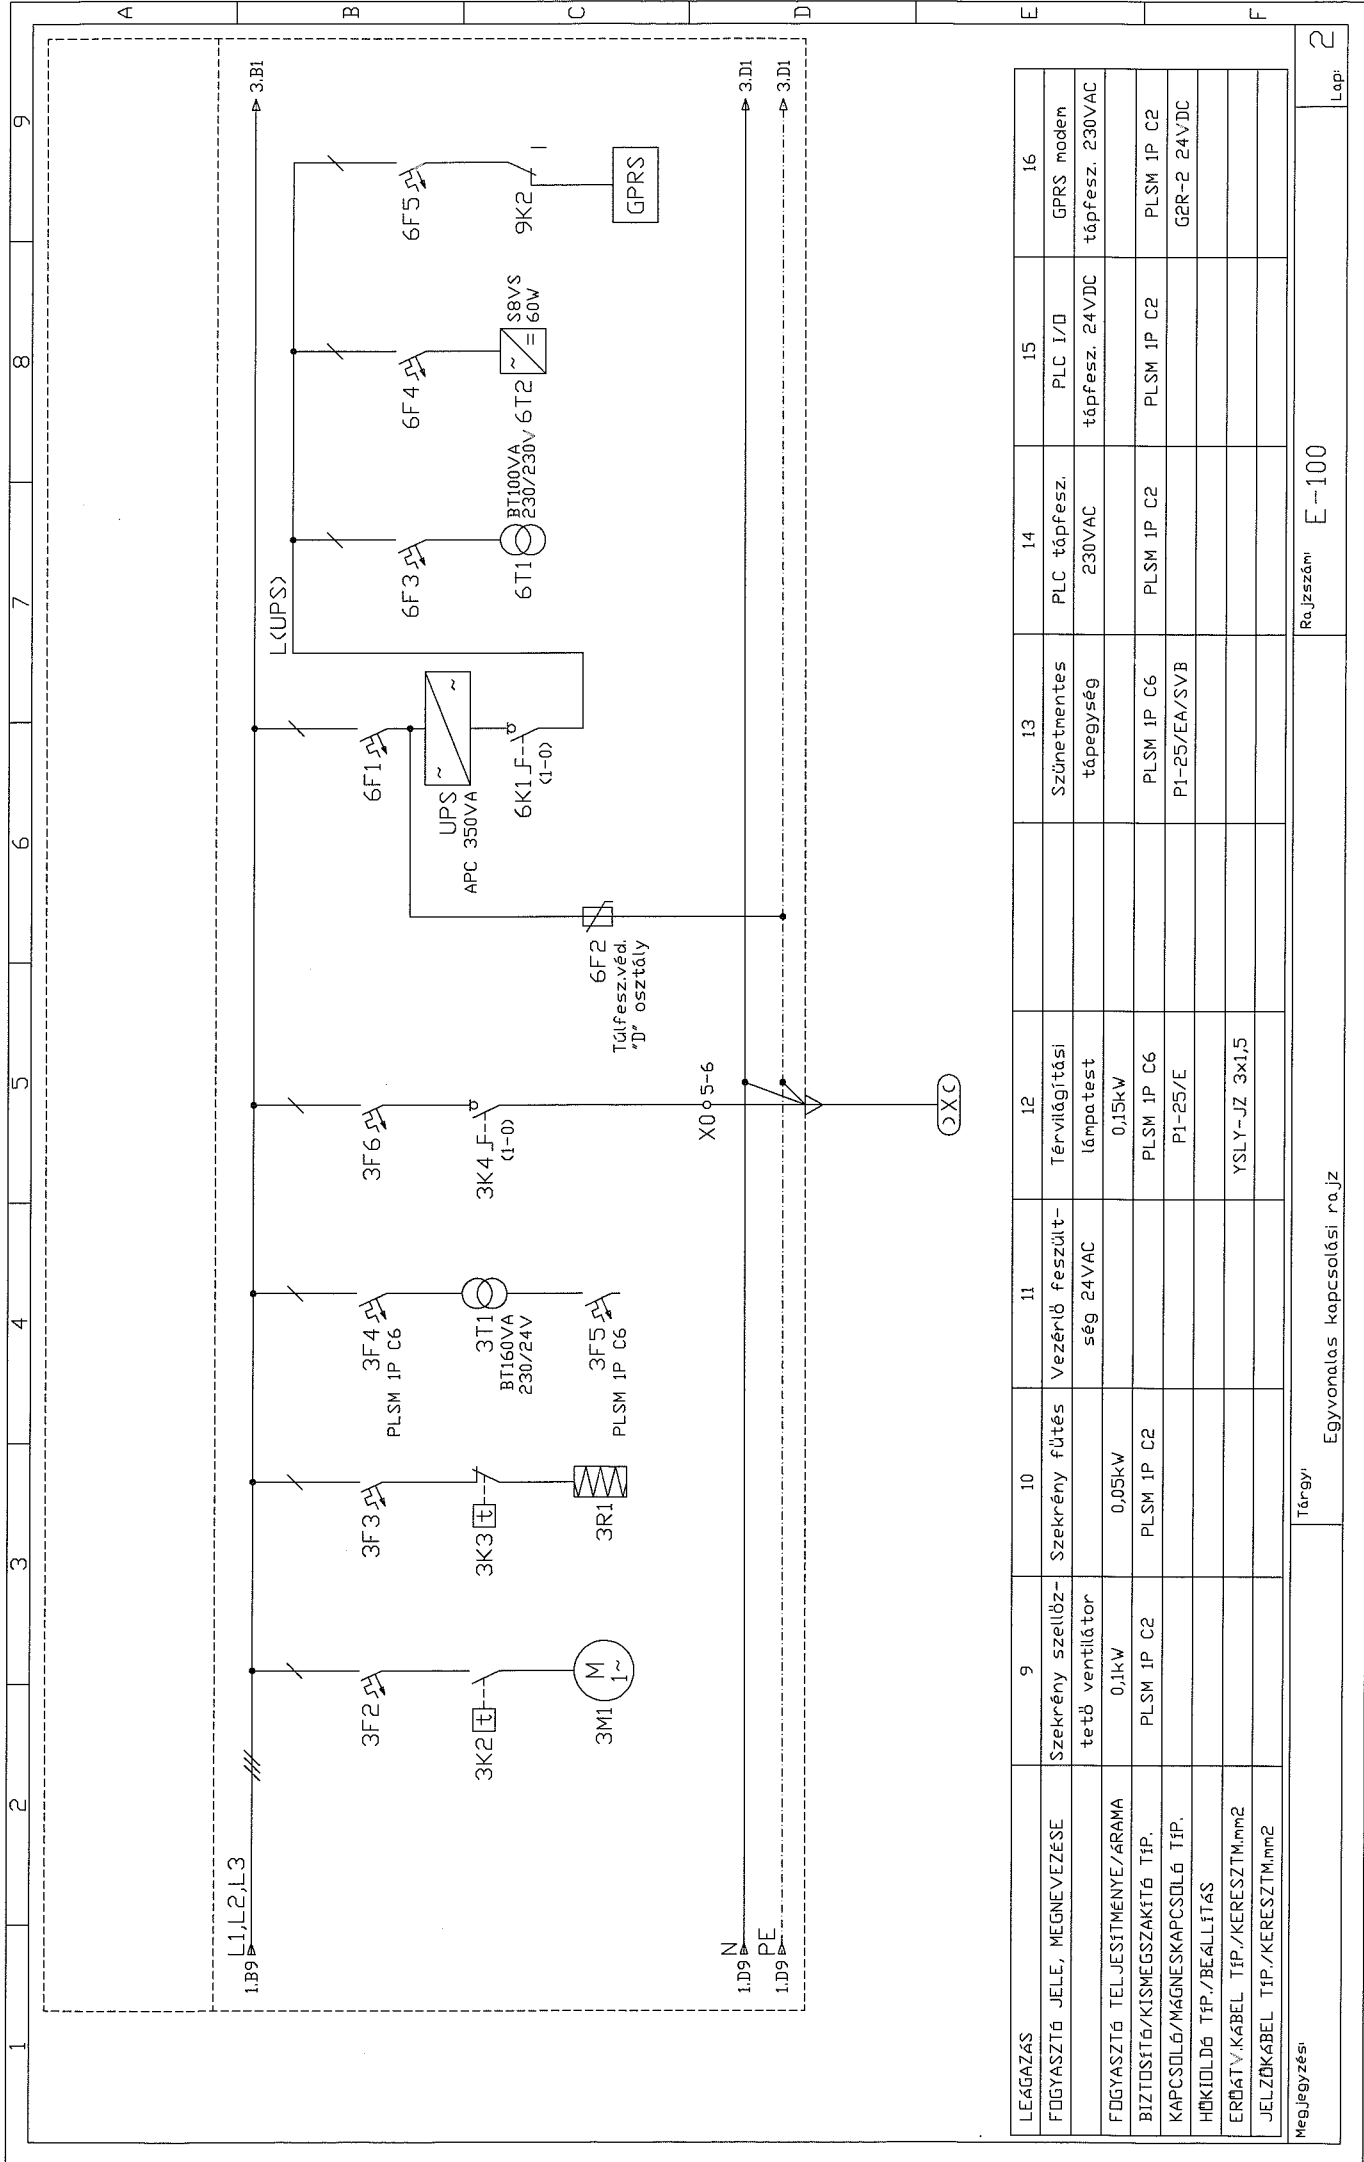 1 2 3 4 5 6 7 8 9
A
B
C
D
E
F
L1,L2,L3
1.B9
3.B1
L(UPS)
3F2
3F3
3F4
PLSM 1P C6
3F6
6F1
6F3
6F4
6F5
3K2
t
3K3
t
3T1
BT160VA
230/24V
3K4
(1-0)
UPS
APC 350VA
~
~
6K1
(1-0)
6T1
BT100VA
230/230V
6T2
~
=
S8VS
60W
9K2
I
3M1
M
1~
3R1
3F5
PLSM 1P C6
6F2
Túlfesz.véd.
"D" osztály
GPRS
X0
5-6
N
1.D9
3.D1
PE
1.D9
3.D1
LEÁGAZÁS 9 10 11 12 13 14 15 16
FOGYASZTÓ JELE, MEGNEVEZÉSE Szekrény szellőz- Szekrény fűtés Vezérlő feszült- Térvilágítási Szünetmentes PLC tápfesz. PLC I/O GPRS modem
tető ventilátor ség 24VAC lámpatest tápegység 230VAC tápfesz. 24VDC tápfesz. 230VAC
FOGYASZTÓ TELJESÍTMÉNYE/ÁRAMA 0,1kW 0,05kW 0,15kW
BIZTOSÍTÓ/KISMEGSZAKÍTÓ TÍP. PLSM 1P C2 PLSM 1P C2 PLSM 1P C6 PLSM 1P C6 PLSM 1P C2 PLSM 1P C2 PLSM 1P C2
KAPCSOLÓ/MÁGNESKAPCSOLÓ TÍP. P1-25/E P1-25/EA/SVB G2R-2 24VDC
HŐKIOLDÓ TÍP./BEÁLLÍTÁS
ERŐÁTV.KÁBEL TÍP./KERESZTM.mm2 YSLY-JZ 3x1,5
JELZŐKÁBEL TÍP./KERESZTM.mm2
Megjegyzés:
Tárgy:
Egyvonalas kapcsolási rajz
Rajzszám: E-100
Lap: 2